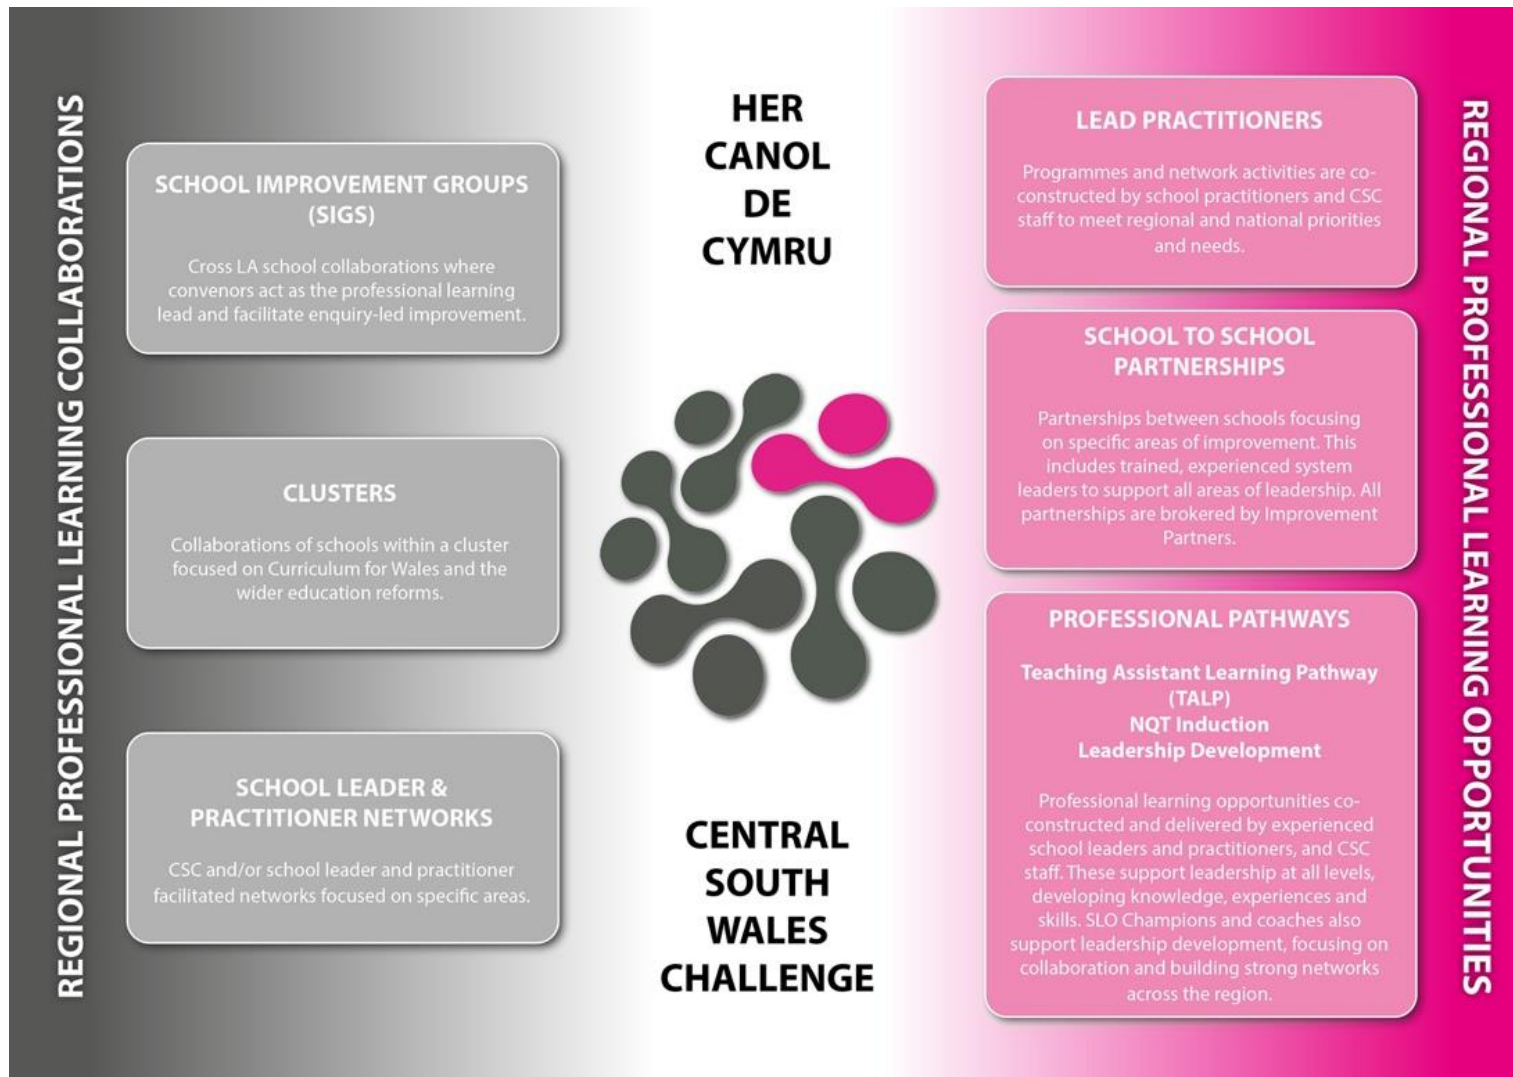 REGIONAL PROFESSIONAL LEARNING COLLABORATIONS
SCHOOL IMPROVEMENT GROUPS
(SIGS)
Cross LA school collaborations where
convenors act as the professional learning
lead and facilitate enquiry-led improvement.
CLUSTERS
Collaborations of schools within a cluster
focused on Curriculum for Wales and the
wider education reforms.
SCHOOL LEADER &
PRACTITIONER NETWORKS
CSC and/or school leader and practitioner
facilitated networks focused on specific areas.
HER
CANOL
DE
CYMRU
CENTRAL
SOUTH
WALES
CHALLENGE
LEAD PRACTITIONERS
Programmes and network activities are co-
constructed by school practitioners and CSC
staff to meet regional and national priorities
and needs.
SCHOOL TO SCHOOL
PARTNERSHIPS
Partnerships between schools focusing
on specific areas of improvement. This
includes trained, experienced system
leaders to support all areas of leadership. All
partnerships are brokered by Improvement
Partners.
PROFESSIONAL PATHWAYS
Teaching Assistant Learning Pathway
(TALP)
NQT Induction
Leadership Development
Professional learning opportunities co-
constructed and delivered by experienced
school leaders and practitioners, and CSC
staff. These support leadership at all levels,
developing knowledge, experiences and
skills. SLO Champions and coaches also
support leadership development, focusing on
collaboration and building strong networks
across the region.
REGIONAL PROFESSIONAL LEARNING OPPORTUNITIES